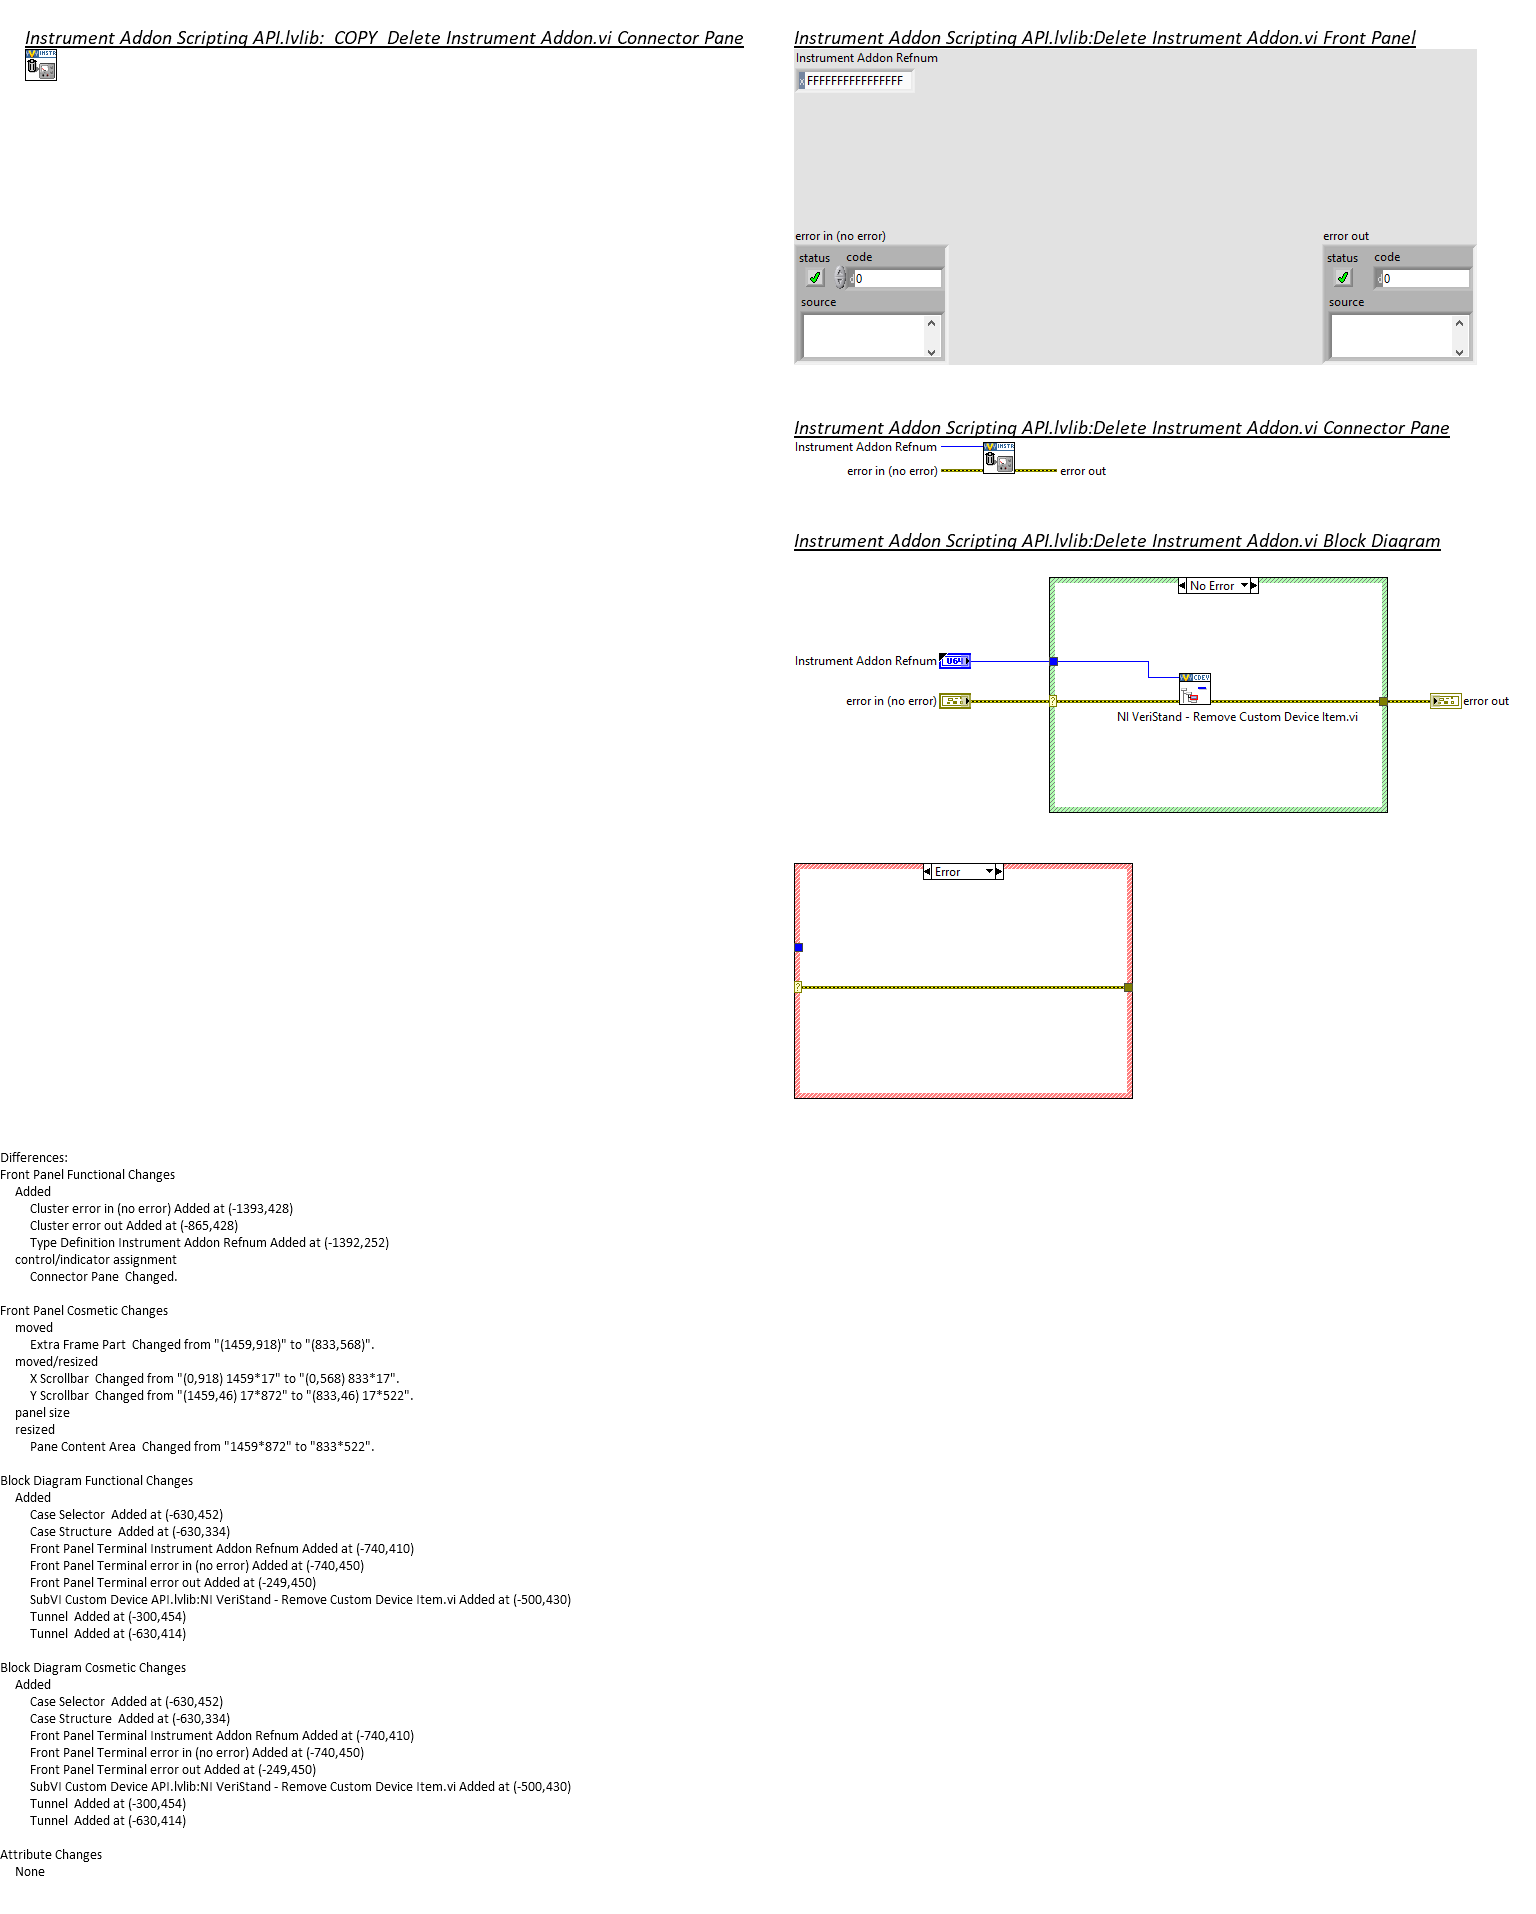 Instrument Addon Scripting API.lvlib:_COPY_Delete Instrument Addon.vi Connector Pane
INSTR
Instrument Addon Scripting API.lvlib:Delete Instrument Addon.vi Front Panel
Instrument Addon Refnum
x FFFFFFFFFFFFFFFF
error in (no error)
status code
d 0
source
error out
status code
d 0
source
Instrument Addon Scripting API.lvlib:Delete Instrument Addon.vi Connector Pane
Instrument Addon Refnum
INSTR
error in (no error)
error out
Instrument Addon Scripting API.lvlib:Delete Instrument Addon.vi Block Diagram
No Error
Instrument Addon Refnum
U64
CDEV
error in (no error)
?
error out
NI VeriStand - Remove Custom Device Item.vi
Error
?
Differences:
Front Panel Functional Changes
Added
Cluster error in (no error) Added at (-1393,428)
Cluster error out Added at (-865,428)
Type Definition Instrument Addon Refnum Added at (-1392,252)
control/indicator assignment
Connector Pane  Changed.
Front Panel Cosmetic Changes
moved
Extra Frame Part  Changed from "(1459,918)" to "(833,568)".
moved/resized
X Scrollbar  Changed from "(0,918) 1459*17" to "(0,568) 833*17".
Y Scrollbar  Changed from "(1459,46) 17*872" to "(833,46) 17*522".
panel size
resized
Pane Content Area  Changed from "1459*872" to "833*522".
Block Diagram Functional Changes
Added
Case Selector  Added at (-630,452)
Case Structure  Added at (-630,334)
Front Panel Terminal Instrument Addon Refnum Added at (-740,410)
Front Panel Terminal error in (no error) Added at (-740,450)
Front Panel Terminal error out Added at (-249,450)
SubVI Custom Device API.lvlib:NI VeriStand - Remove Custom Device Item.vi Added at (-500,430)
Tunnel  Added at (-300,454)
Tunnel  Added at (-630,414)
Block Diagram Cosmetic Changes
Added
Case Selector  Added at (-630,452)
Case Structure  Added at (-630,334)
Front Panel Terminal Instrument Addon Refnum Added at (-740,410)
Front Panel Terminal error in (no error) Added at (-740,450)
Front Panel Terminal error out Added at (-249,450)
SubVI Custom Device API.lvlib:NI VeriStand - Remove Custom Device Item.vi Added at (-500,430)
Tunnel  Added at (-300,454)
Tunnel  Added at (-630,414)
Attribute Changes
None